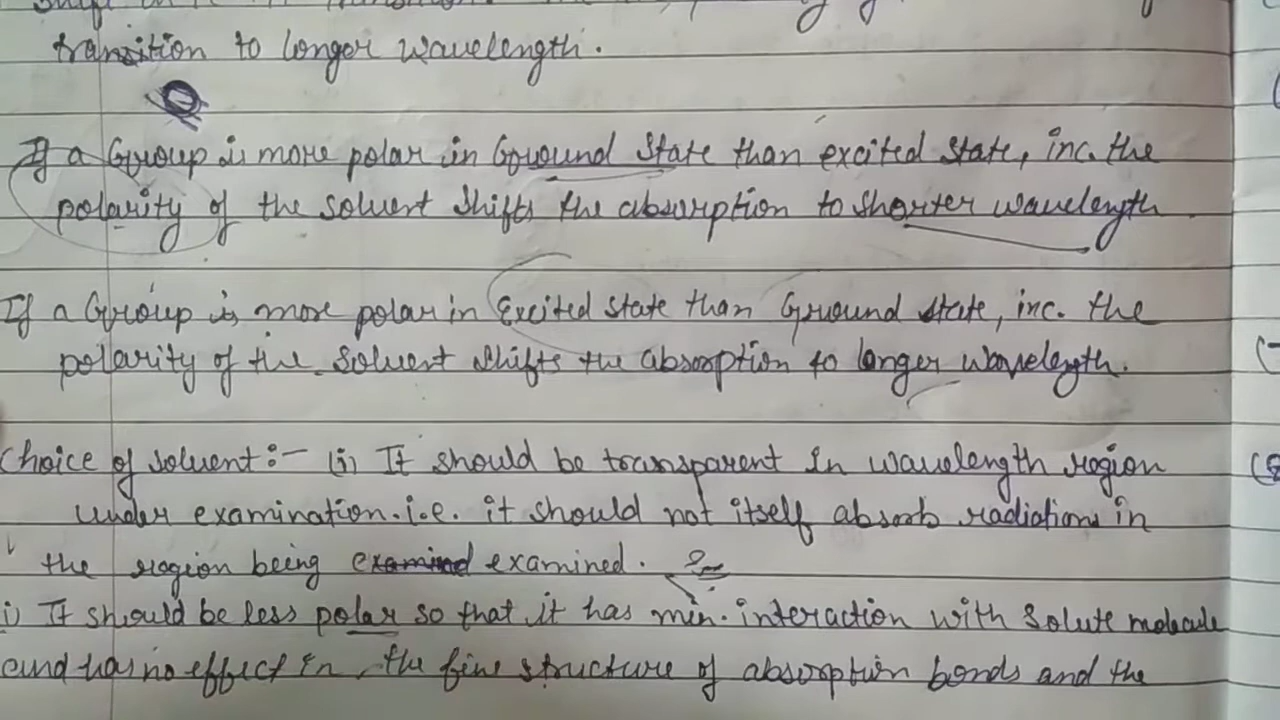 transition to longer wavelength.
If a Group is more polar in Ground State than excited state, inc. the
polarity of the solvent shifts the absorption to shorter wavelength
If a Group is more polar in Excited state than Ground state, inc. the
polarity of the solvent shifts the absorption to longer wavelength.
Choice of solvent:- (i) It should be transparent in wavelength region
under examination.i.e. it should not itself absorb radiations in
the region being examined examined.
i) It should be less polar so that it has min. interaction with solute molecule
and has no effect in the fine structure of absorption bonds and the